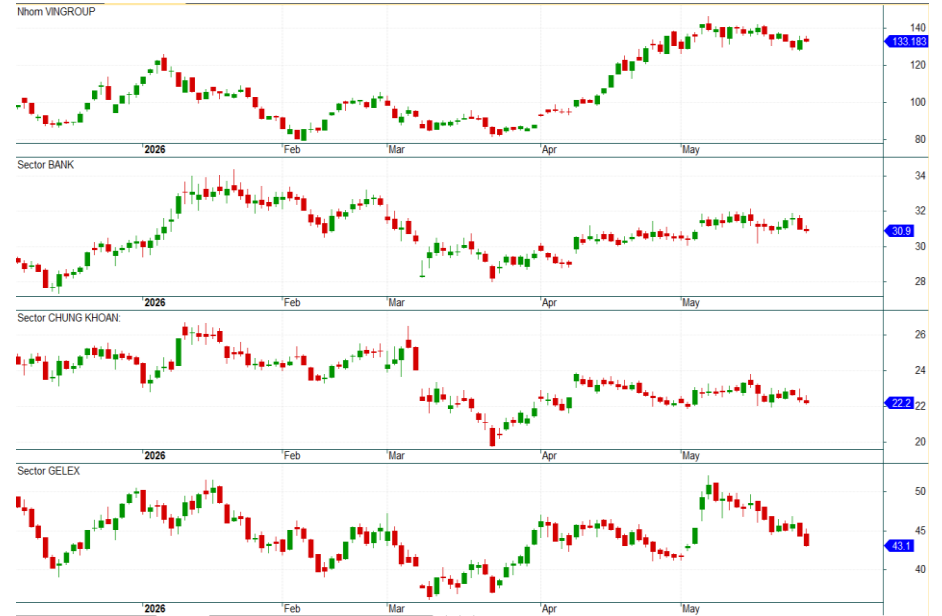 Nhom VINGROUP
140
133.183
120
100
80
2026 Feb Mar Apr May
Sector BANK
34
32
30.9
30
28
2026 Feb Mar Apr May
Sector CHUNG KHOAN:
26
24
22.2
22
20
2026 Feb Mar Apr May
Sector GELEX
50
45
43.1
40
2026 Feb Mar Apr May